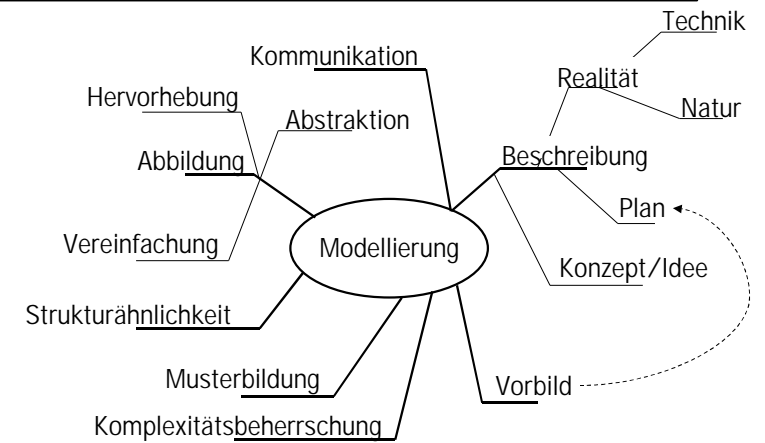 Technik
Kommunikation
Realität
Hervorhebung
Natur
Abstraktion
Abbildung
Beschreibung
Plan
Vereinfachung
Modellierung
Konzept/Idee
Strukturähnlichkeit
Musterbildung
Vorbild
Komplexitätsbeherrschung